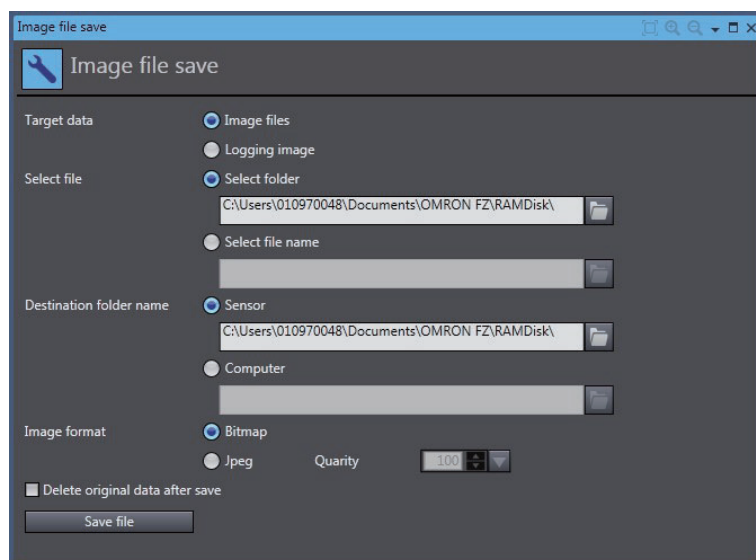 Image file save
Image file save
Target data
Image files
Logging image
Select file
Select folder
C:\Users\010970048\Documents\OMRON FZ\RAMDisk\
Select file name
Destination folder name
Sensor
C:\Users\010970048\Documents\OMRON FZ\RAMDisk\
Computer
Image format
Bitmap
Jpeg Quarity 100
Delete original data after save
Save file